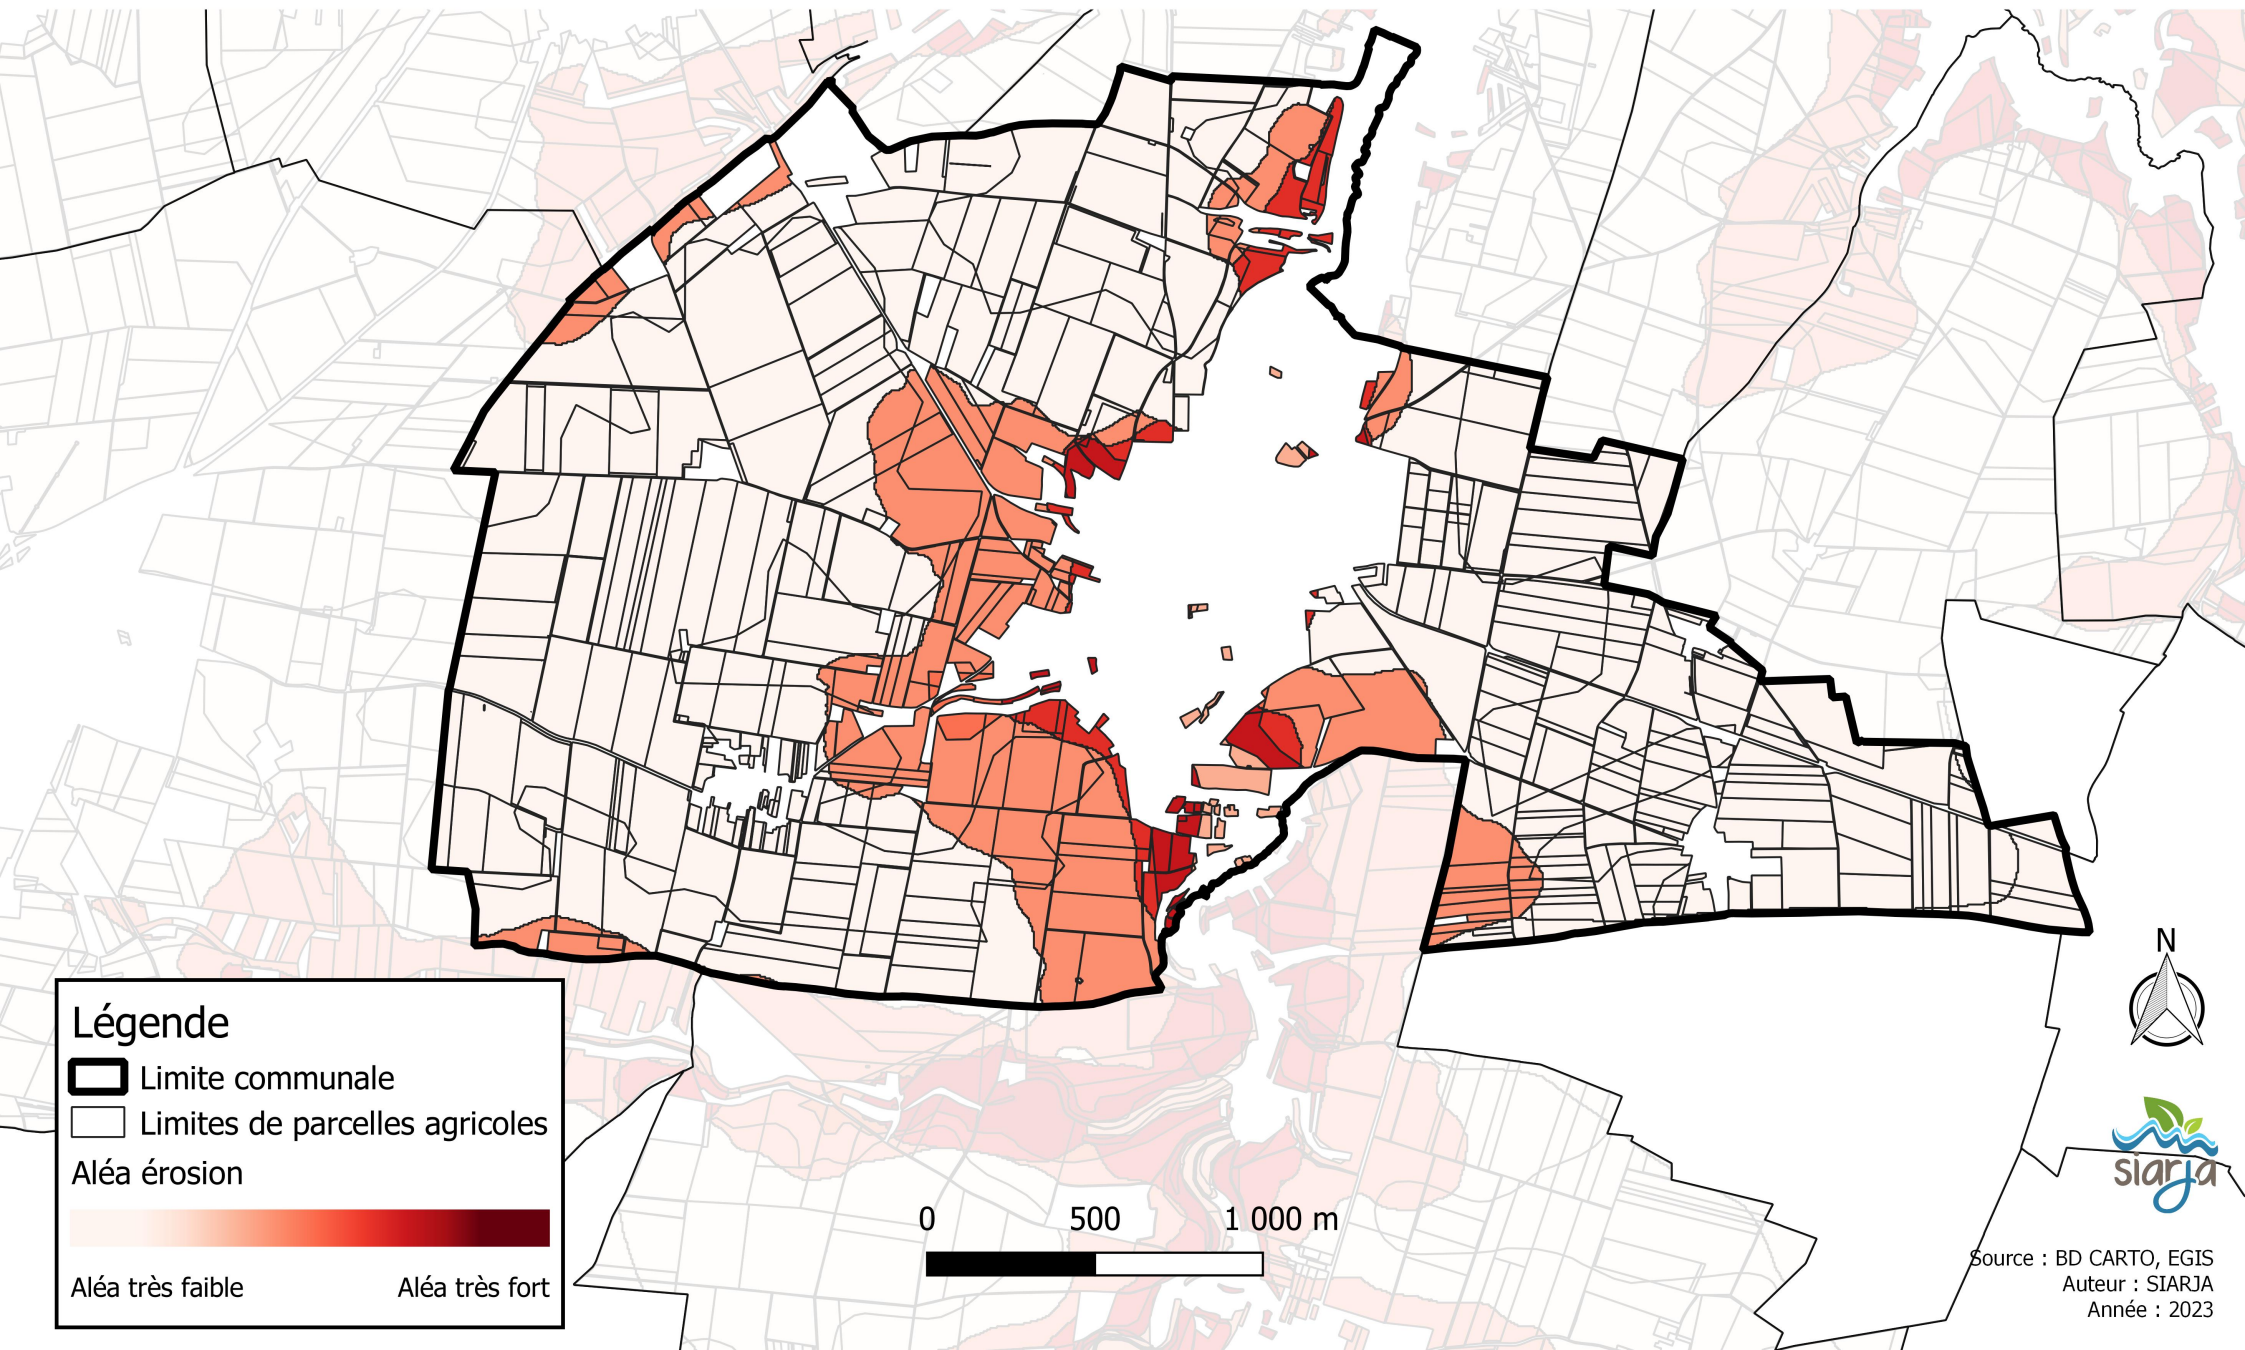 Légende
Limite communale
Limites de parcelles agricoles
Aléa érosion
Aléa très faible Aléa très fort
0 500 1 000 m
N
siarja
Source : BD CARTO, EGIS
Auteur : SIARJA
Année : 2023